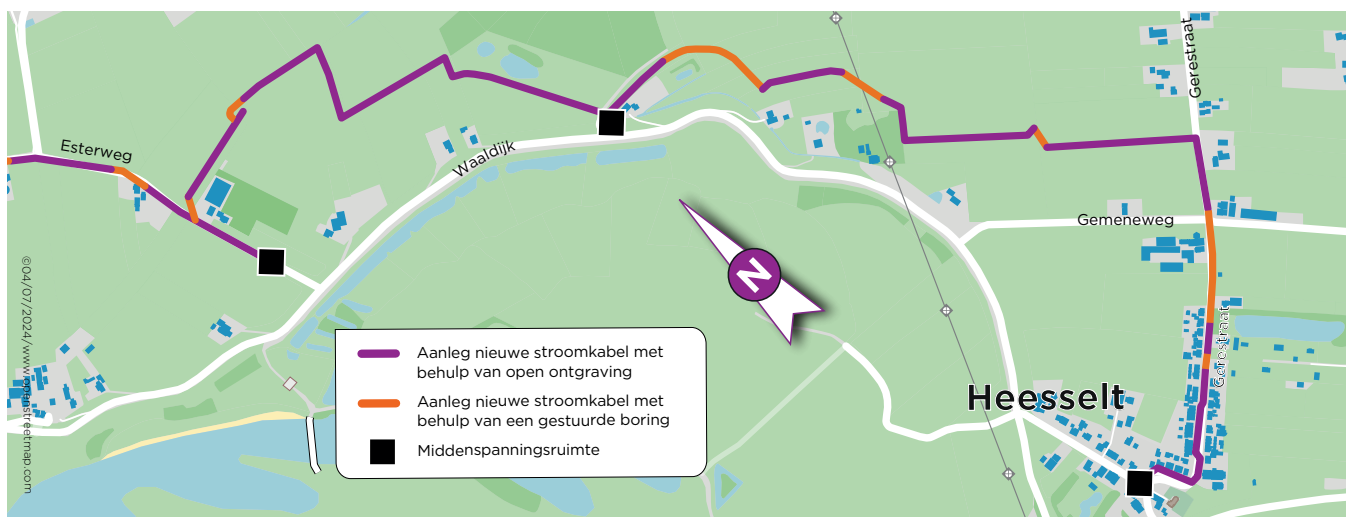 Gerestraat
Esterweg
Waaldijk
Gemeneweg
N
Gerestraat
Heesselt
©04/07/2024/www.openstreetmap.com
Aanleg nieuwe stroomkabel met
behulp van open ontgraving
Aanleg nieuwe stroomkabel met
behulp van een gestuurde boring
Middenspanningsruimte